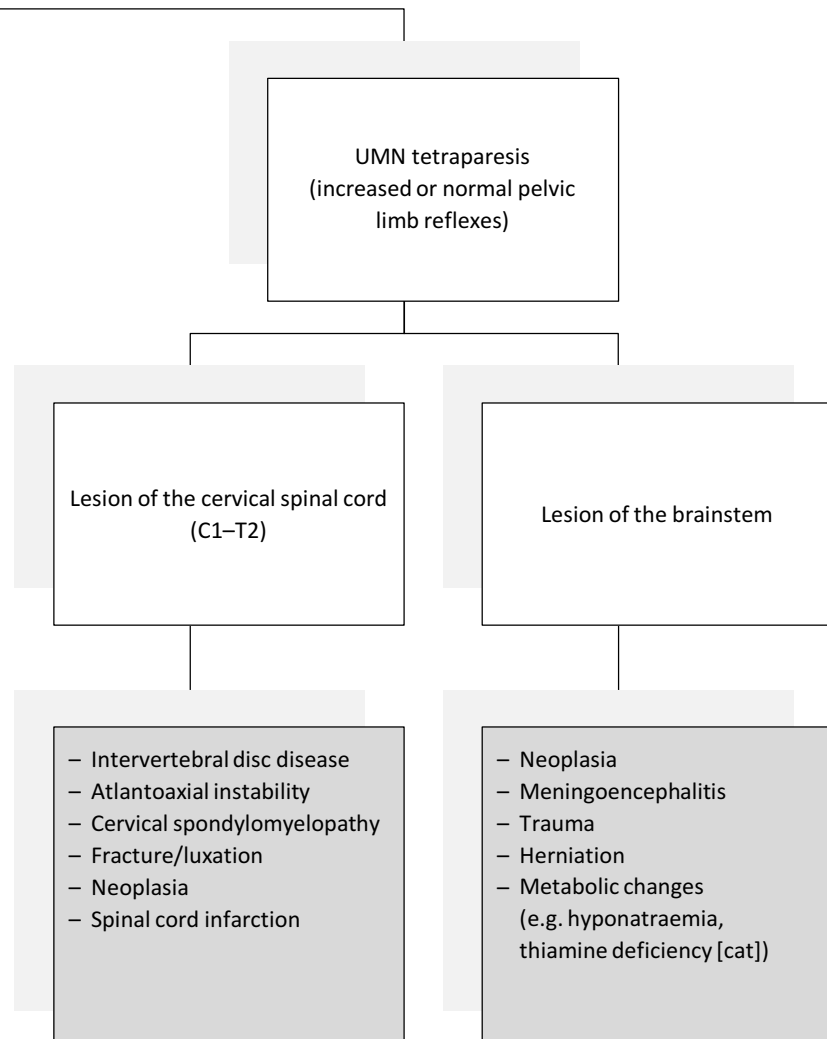 UMN tetraparesis
(increased or normal pelvic
limb reflexes)
Lesion of the cervical spinal cord
(C1–T2)
Lesion of the brainstem
– Intervertebral disc disease
– Atlantoaxial instability
– Cervical spondylomyelopathy
– Fracture/luxation
– Neoplasia
– Spinal cord infarction
– Neoplasia
– Meningoencephalitis
– Trauma
– Herniation
– Metabolic changes
(e.g. hyponatraemia,
thiamine deficiency [cat])